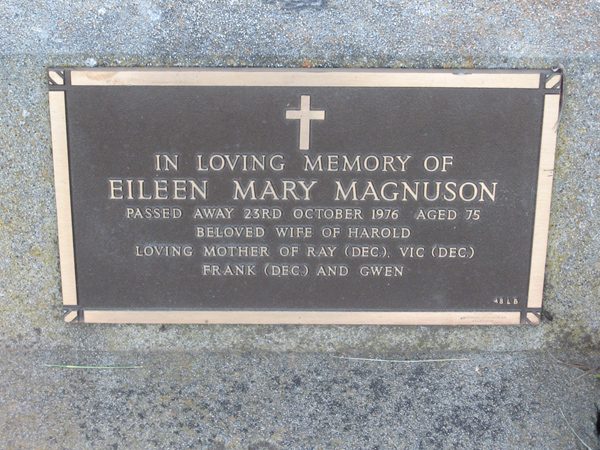 IN LOVING MEMORY OF
EILEEN MARY MAGNUSON
PASSED AWAY 23RD OCTOBER 1976 AGED 75
BELOVED WIFE OF HAROLD
LOVING MOTHER OF RAY (DEC.), VIC (DEC.)
FRANK (DEC.) AND GWEN
48 L B